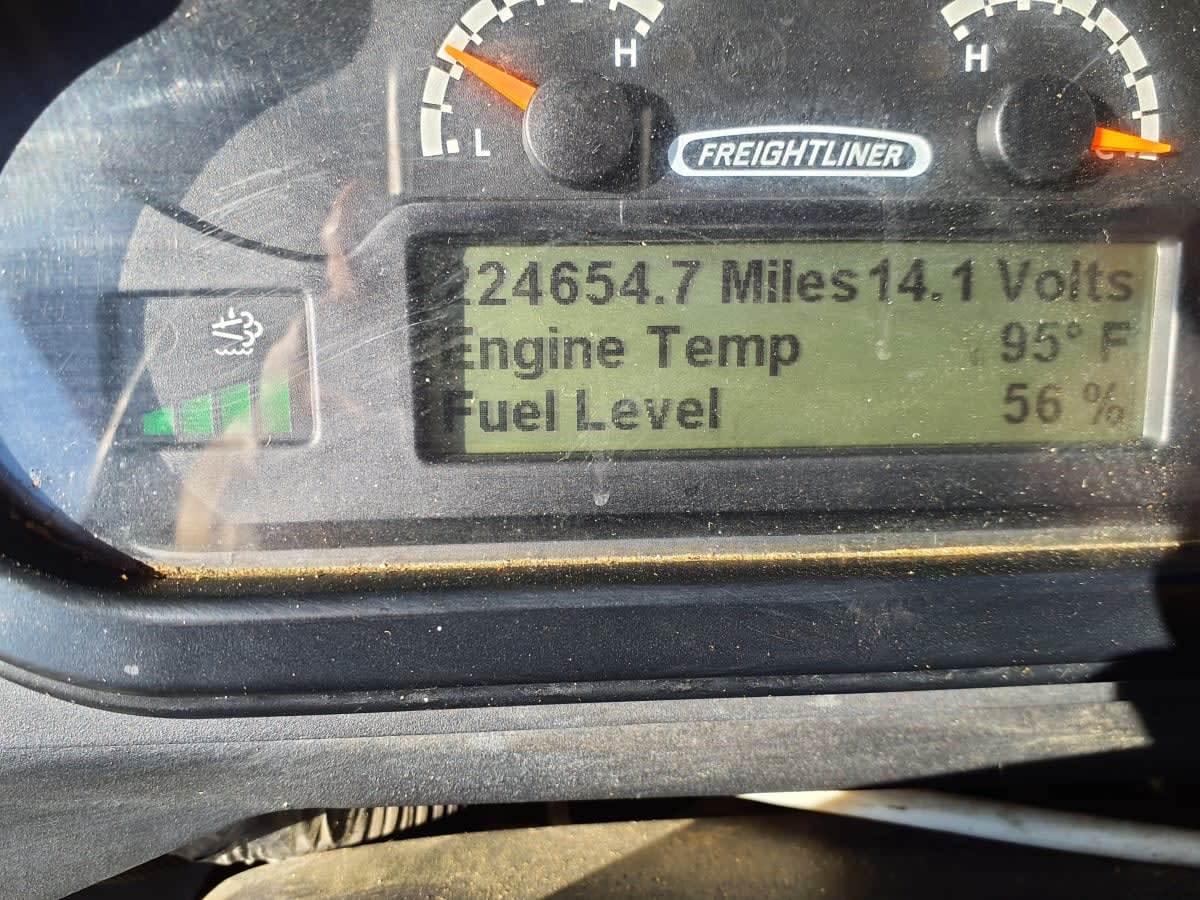 H
H
L
C
FREIGHTLINER
224654.7 Miles 14.1 Volts
Engine Temp 95° F
Fuel Level 56 %